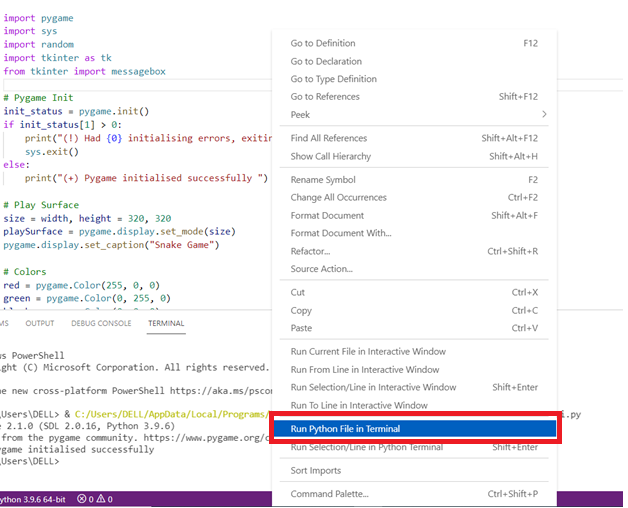 import pygame
import sys
import random
import tkinter as tk
from tkinter import messagebox
# Pygame Init
init_status = pygame.init()
if init_status[1] > 0:
print("(!) Had {0} initialising errors, exitin
sys.exit()
else:
print("(+) Pygame initialised successfully ")
# Play Surface
size = width, height = 320, 320
playSurface = pygame.display.set_mode(size)
pygame.display.set_caption("Snake Game")
# Colors
red = pygame.Color(255, 0, 0)
green = pygame.Color(0, 255, 0)
Go to Definition F12
Go to Declaration
Go to Type Definition
Go to References Shift+F12
Peek
Find All References Shift+Alt+F12
Show Call Hierarchy Shift+Alt+H
Rename Symbol F2
Change All Occurrences Ctrl+F2
Format Document Shift+Alt+F
Format Document With...
Refactor... Ctrl+Shift+R
Source Action...
Cut Ctrl+X
Copy Ctrl+C
Paste Ctrl+V
Run Current File in Interactive Window
Run From Line in Interactive Window
Run Selection/Line in Interactive Window Shift+Enter
Run To Line in Interactive Window
Run Python File in Terminal
Run Selection/Line in Python Terminal Shift+Enter
Sort Imports
Command Palette... Ctrl+Shift+P
MS OUTPUT DEBUG CONSOLE TERMINAL
ws PowerShell
ght (C) Microsoft Corporation. All rights reserved.
he new cross-platform PowerShell https://aka.ms/pscor
\Users\DELL> & C:/Users/DELL/AppData/Local/Programs/ i.py
e 2.1.0 (SDL 2.0.16, Python 3.9.6)
from the pygame community. https://www.pygame.org/c
ygame initialised successfully
\Users\DELL>
ython 3.9.6 64-bit 0 0